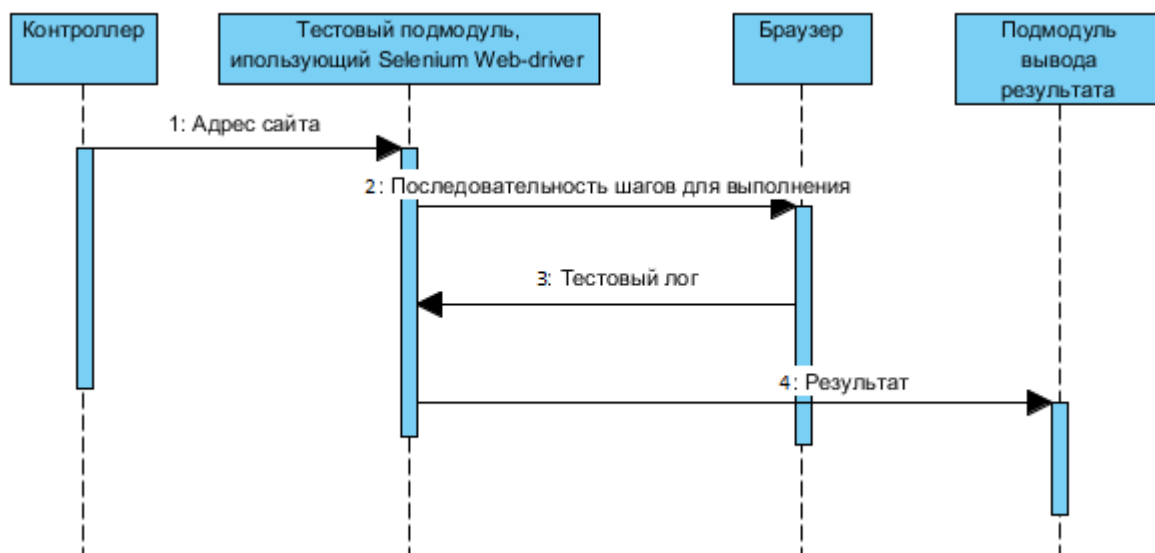 Контроллер
Тестовый подмодуль,
ипользующий Selenium Web-driver
Браузер
Подмодуль
вывода
результата
1: Адрес сайта
2: Последовательность шагов для выполнения
3: Тестовый лог
4: Результат